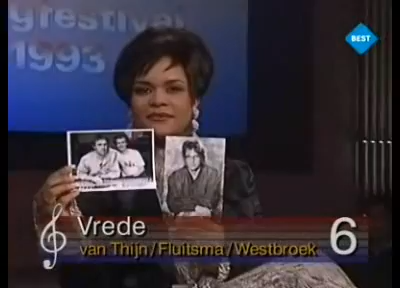 gfestival
1993
BEST
Vrede
6
van Thijn/Fluitsma/Westbroek